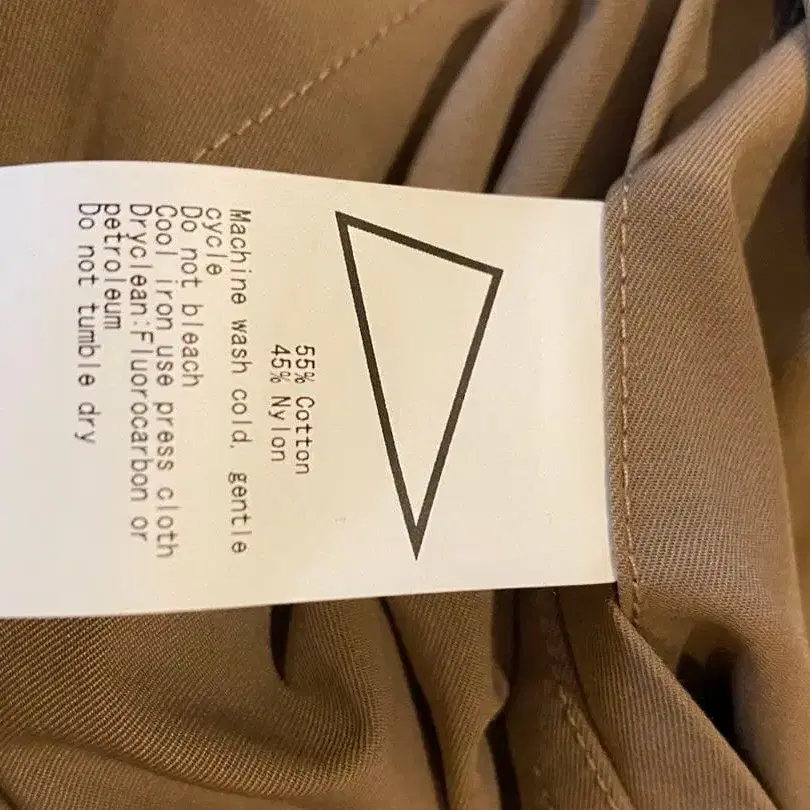 55% Cotton
45% Nylon
Machine wash cold, gentle
cycle
Do not bleach
Cool iron use press cloth
Dryclean:Fluorocarbon or
petroleum
Do not tumble dry